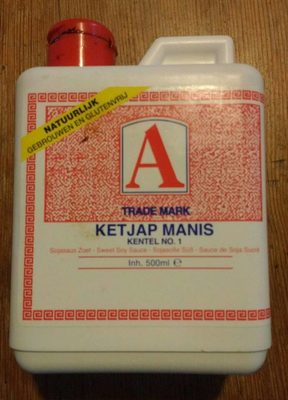 NATUURLIJK
GEBROUWEN EN GLUTENVRIJ
A
TRADE MARK
KETJAP MANIS
KENTEL NO. 1
Sojasaus Zoet - Sweet Soy Sauce - Sojasoße Süß - Sauce de Soja Sucré
Inh. 500ml ℮